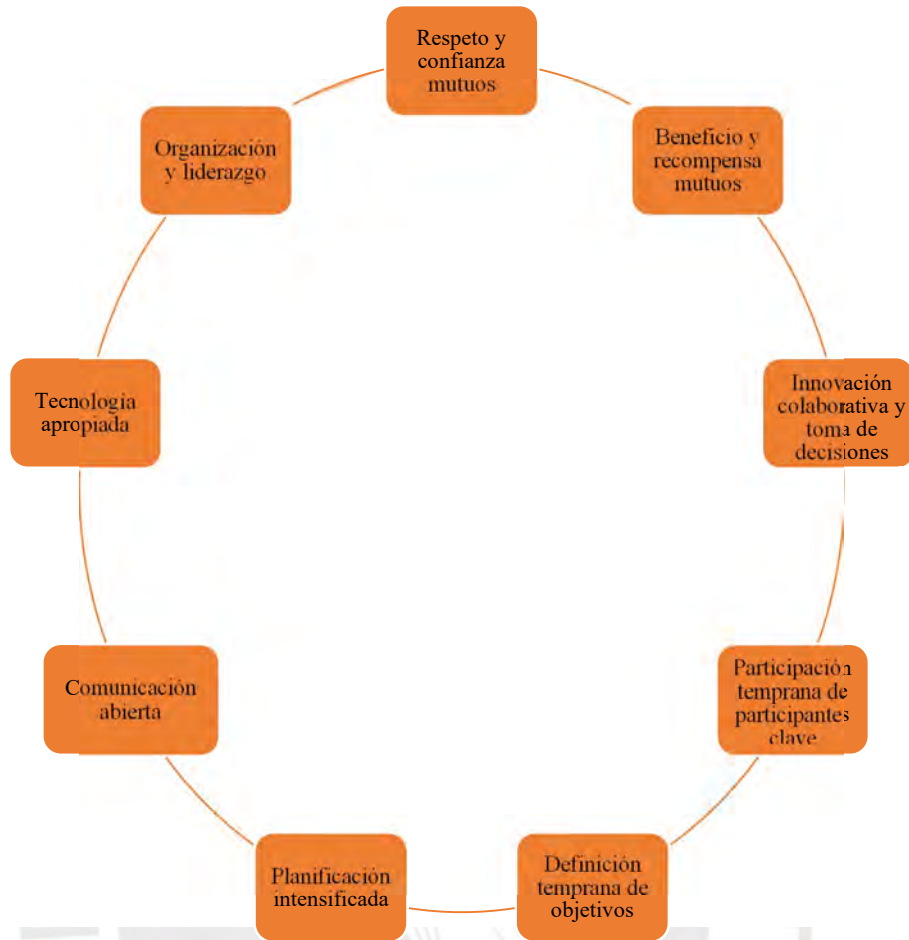 Respeto y
confianza
mutuos
Beneficio y
recompensa
mutuos
Innovación
colaborativa y
toma de
decisiones
Participación
temprana de
participantes
clave
Definición
temprana de
objetivos
Planificación
intensificada
Comunicación
abierta
Tecnología
apropiada
Organización
y liderazgo